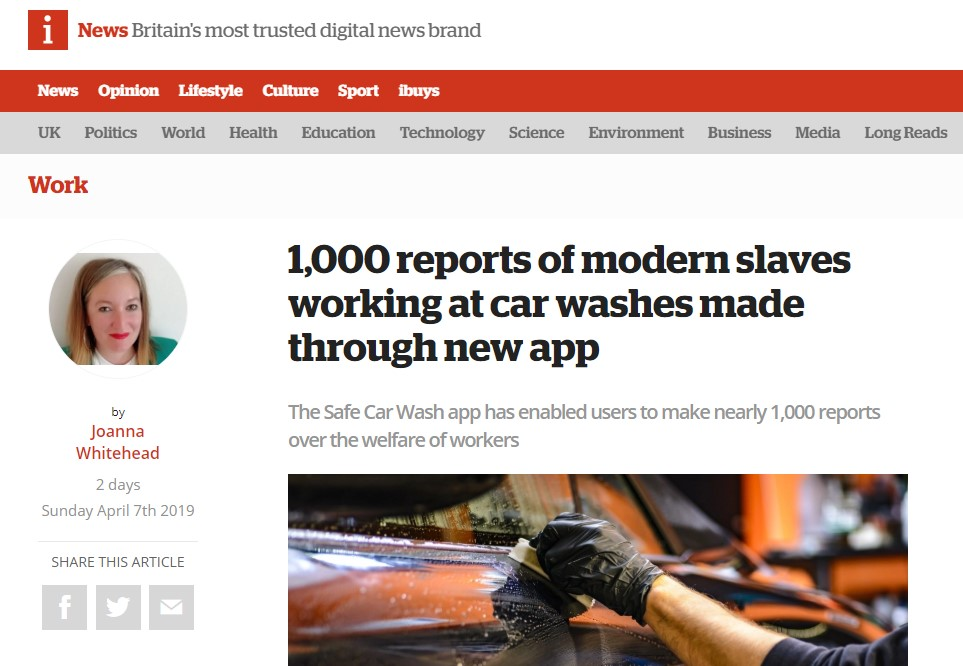 i News Britain's most trusted digital news brand
News Opinion Lifestyle Culture Sport ibuys
UK Politics World Health Education Technology Science Environment Business Media Long Reads
Work
1,000 reports of modern slaves
working at car washes made
through new app
The Safe Car Wash app has enabled users to make nearly 1,000 reports
over the welfare of workers
by
Joanna
Whitehead
2 days
Sunday April 7th 2019
SHARE THIS ARTICLE
f